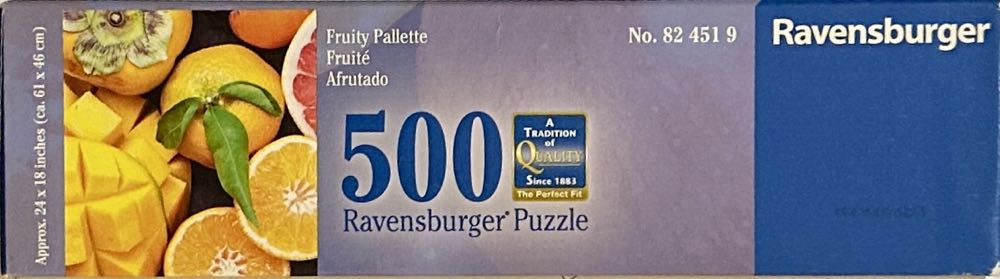 Approx. 24 x 18 inches (ca. 61 x 46 cm)
Fruity Pallette
Fruité
Afrutado
No. 82 451 9
Ravensburger
500
A
TRADITION
of
QUALITY
Since 1883
The Perfect Fit
Ravensburger® Puzzle